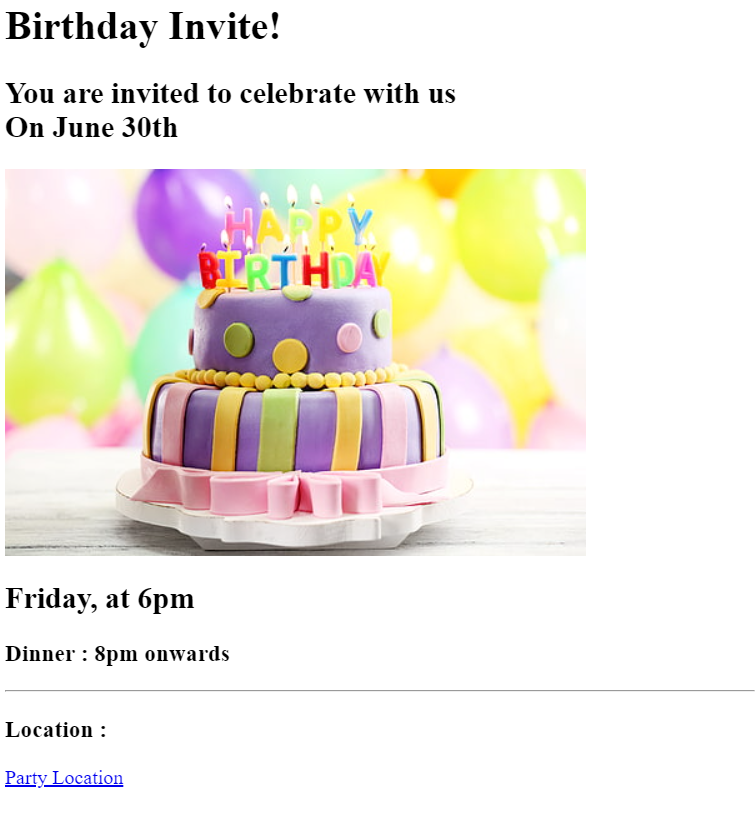 Birthday Invite!
You are invited to celebrate with us
On June 30th
HAPPY
BIRTHDAY
Friday, at 6pm
Dinner : 8pm onwards
Location :
Party Location